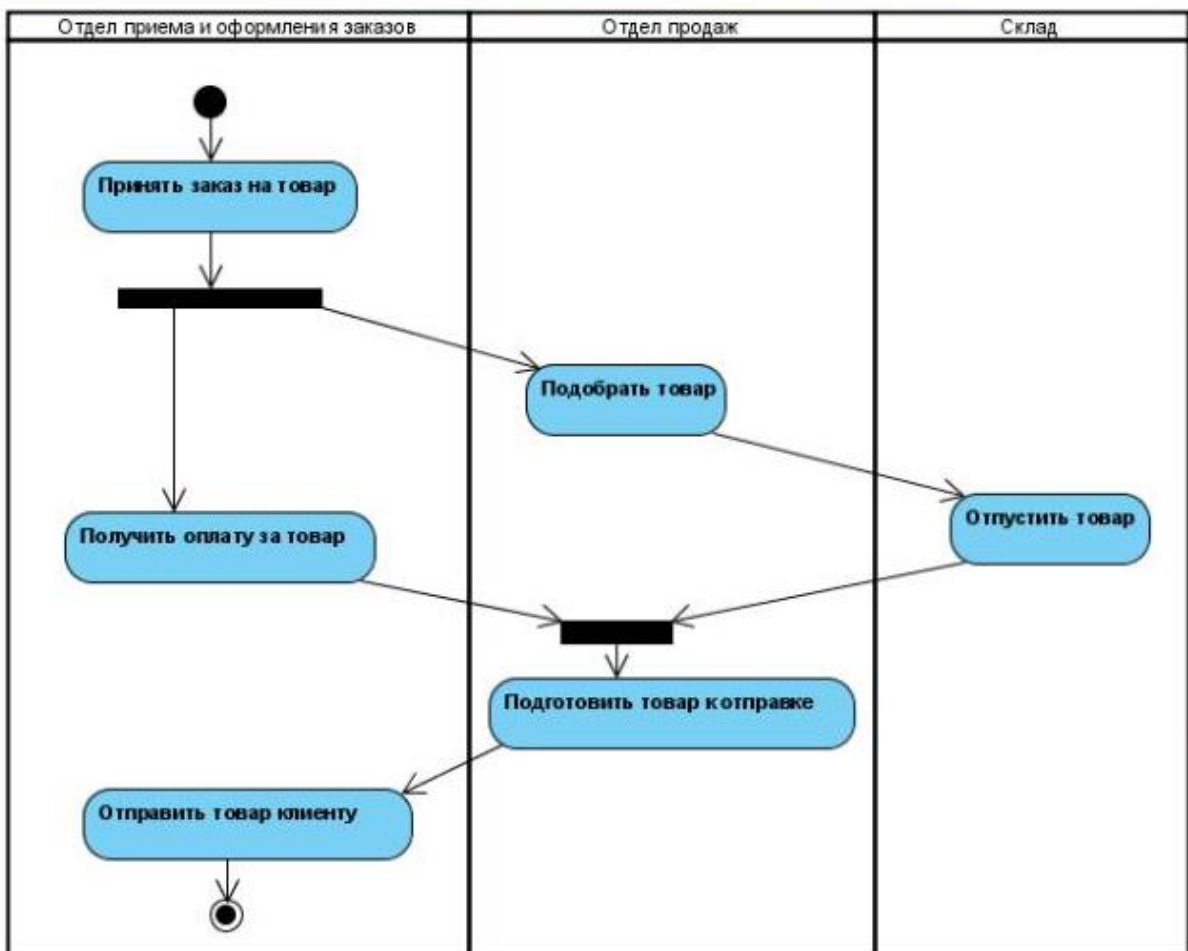 Отдел приема и оформления заказов
Отдел продаж
Склад
Принять заказ на товар
Подобрать товар
Отпустить товар
Получить оплату за товар
Подготовить товар к отправке
Отправить товар клиенту